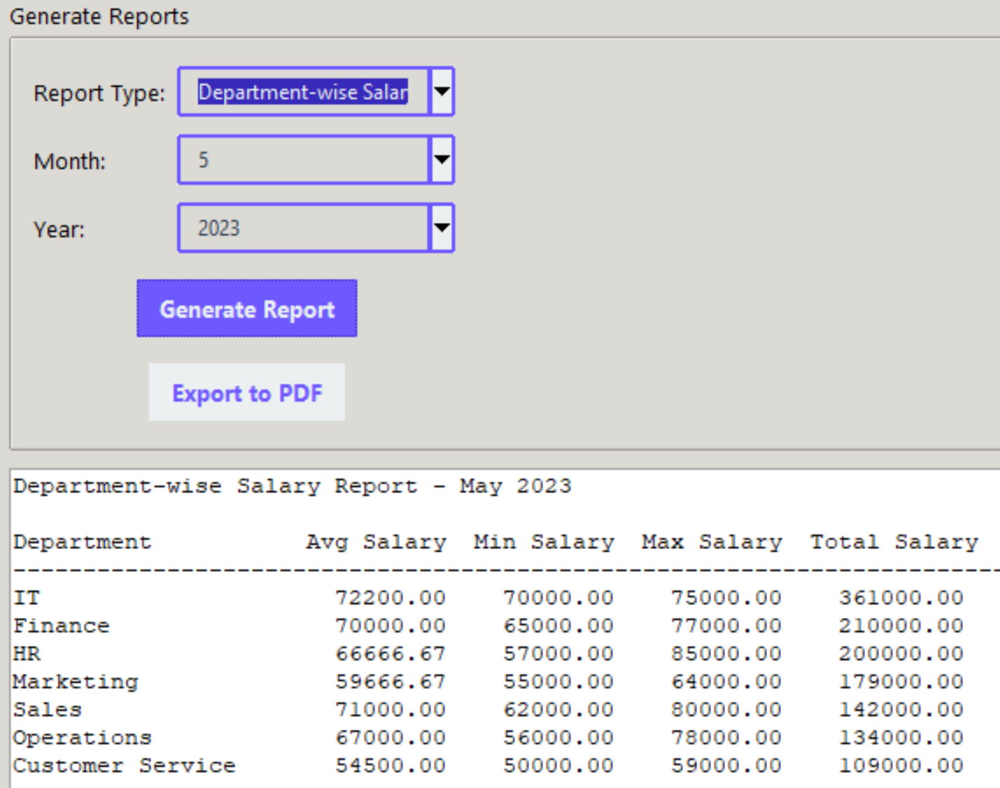 Generate Reports
Report Type: Department-wise Salar
Month: 5
Year: 2023
Generate Report
Export to PDF
Department-wise Salary Report - May 2023
Department Avg Salary Min Salary Max Salary Total Salary
-----------------------------------------------------------------------
IT 72200.00 70000.00 75000.00 361000.00
Finance 70000.00 65000.00 77000.00 210000.00
HR 66666.67 57000.00 85000.00 200000.00
Marketing 59666.67 55000.00 64000.00 179000.00
Sales 71000.00 62000.00 80000.00 142000.00
Operations 67000.00 56000.00 78000.00 134000.00
Customer Service 54500.00 50000.00 59000.00 109000.00